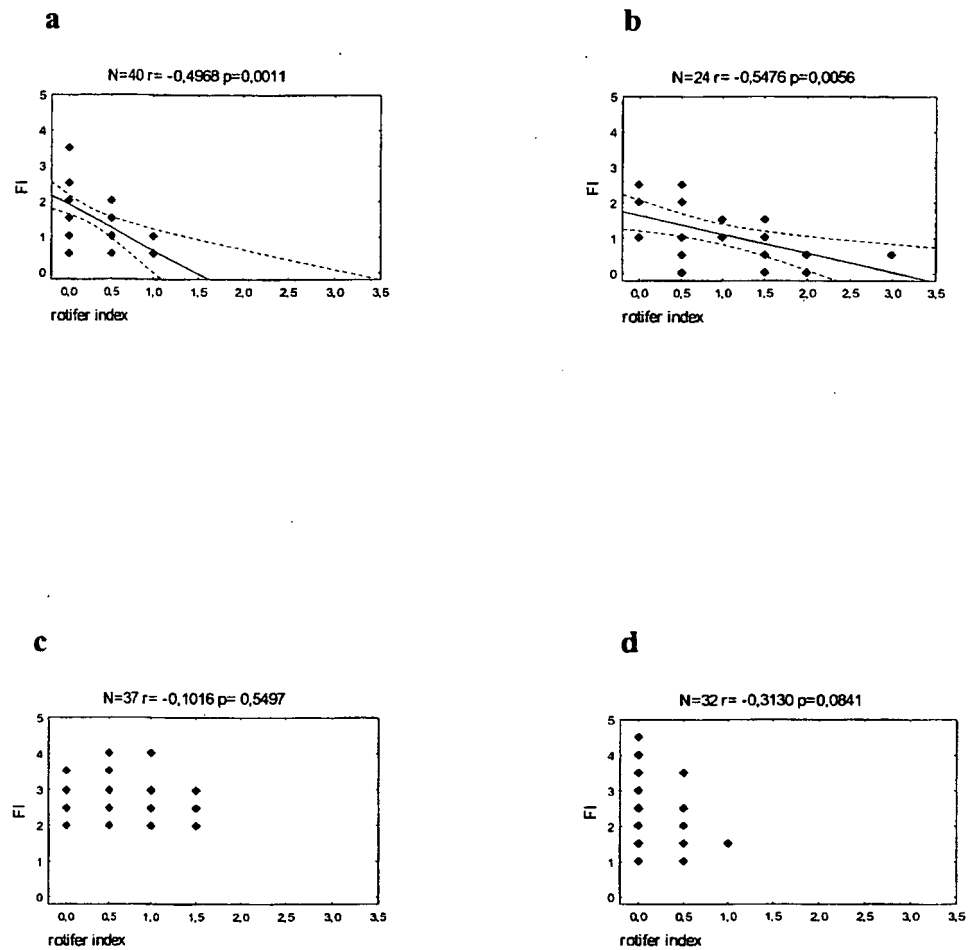 a
N=40 r= -0,4968 p=0,0011
5
4
3
2
1
0
FI
0,0 0,5 1,0 1,5 2,0 2,5 3,0 3,5
rotifer index
b
N=24 r= -0,5476 p=0,0056
5
4
3
2
1
0
FI
0,0 0,5 1,0 1,5 2,0 2,5 3,0 3,5
rotifer index
c
N=37 r= -0,1016 p= 0,5497
5
4
3
2
1
0
FI
0,0 0,5 1,0 1,5 2,0 2,5 3,0 3,5
rotifer index
d
N=32 r= -0,3130 p=0,0841
5
4
3
2
1
0
FI
0,0 0,5 1,0 1,5 2,0 2,5 3,0 3,5
rotifer index